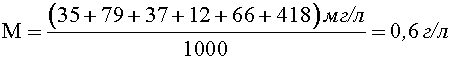 М = (35 + 79 + 37 + 12 + 66 + 418) мг/л / 1000 = 0,6 г/л